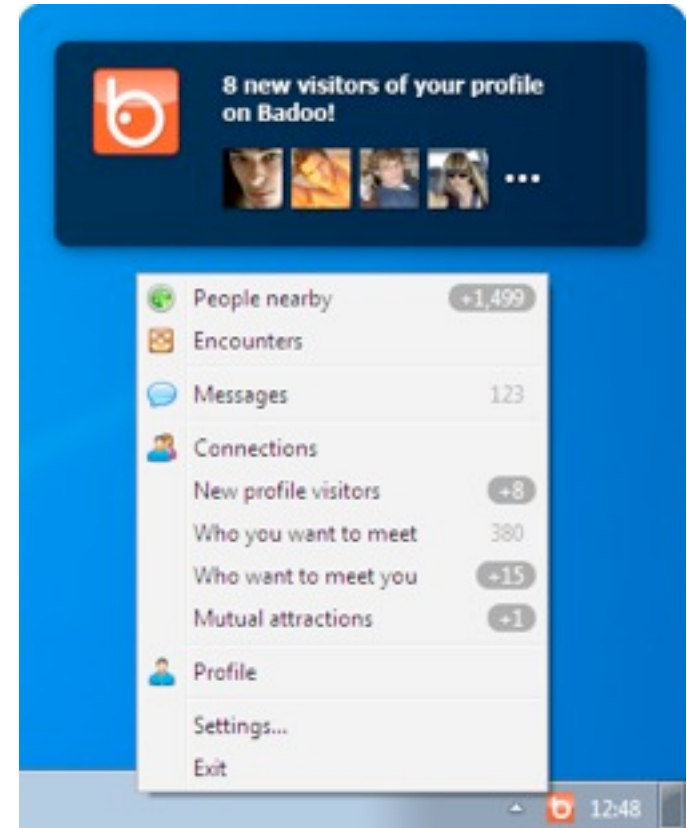 8 new visitors of your profile
on Badoo!
People nearby +1,499
Encounters
Messages 123
Connections
New profile visitors +8
Who you want to meet 380
Who want to meet you +15
Mutual attractions +1
Profile
Settings...
Exit
12:48